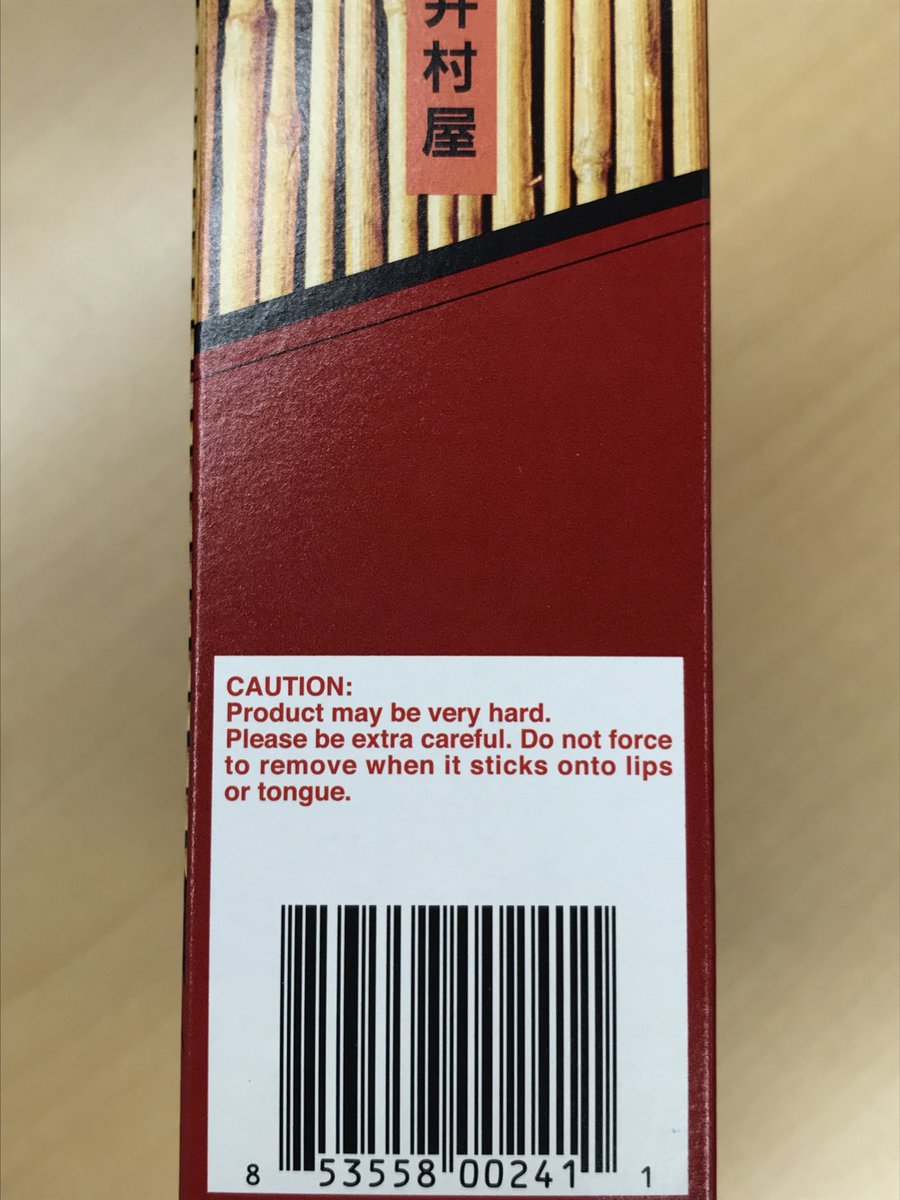 井村屋
CAUTION:
Product may be very hard.
Please be extra careful. Do not force
to remove when it sticks onto lips
or tongue.
8 53558 00241 1